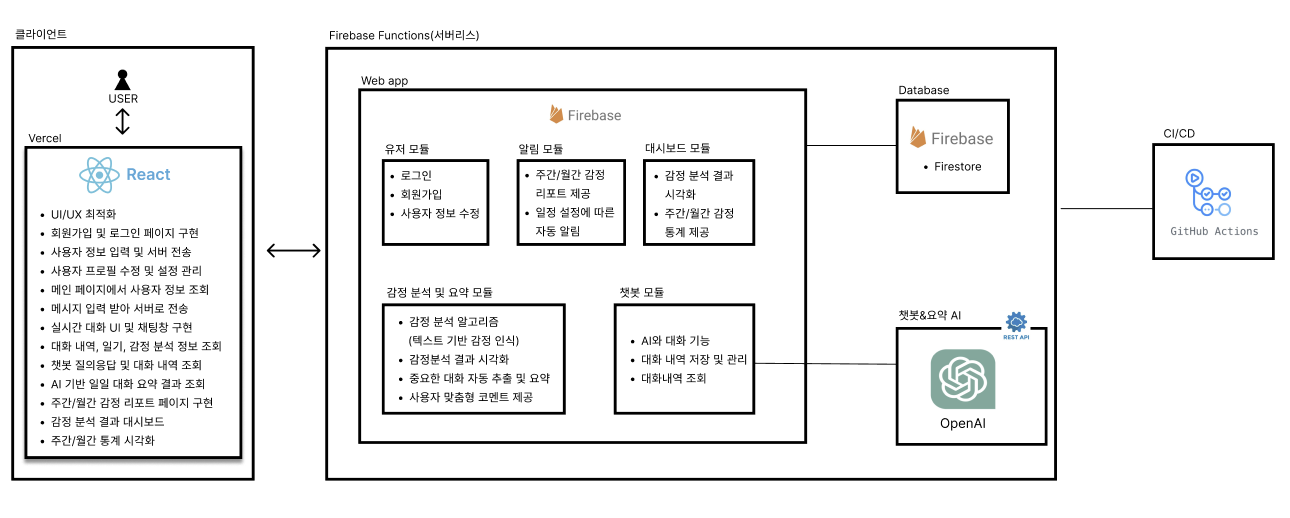 클라이언트
USER
Vercel
React
• UI/UX 최적화
• 회원가입 및 로그인 페이지 구현
• 사용자 정보 입력 및 서버 전송
• 사용자 프로필 수정 및 설정 관리
• 메인 페이지에서 사용자 정보 조회
• 메시지 입력 받아 서버로 전송
• 실시간 대화 UI 및 채팅창 구현
• 대화 내역, 일기, 감정 분석 정보 조회
• 챗봇 질의응답 및 대화 내역 조회
• AI 기반 일일 대화 요약 결과 조회
• 주간/월간 감정 리포트 페이지 구현
• 감정 분석 결과 대시보드
• 주간/월간 통계 시각화
Firebase Functions(서버리스)
Web app
Firebase
유저 모듈
• 로그인
• 회원가입
• 사용자 정보 수정
알림 모듈
• 주간/월간 감정
리포트 제공
• 일정 설정에 따른
자동 알림
대시보드 모듈
• 감정 분석 결과
시각화
• 주간/월간 감정
통계 제공
감정 분석 및 요약 모듈
• 감정 분석 알고리즘
(텍스트 기반 감정 인식)
• 감정분석 결과 시각화
• 중요한 대화 자동 추출 및 요약
• 사용자 맞춤형 코멘트 제공
챗봇 모듈
• AI와 대화 기능
• 대화 내역 저장 및 관리
• 대화내역 조회
Database
Firebase
• Firestore
챗봇&요약 AI
REST API
OpenAI
CI/CD
GitHub Actions